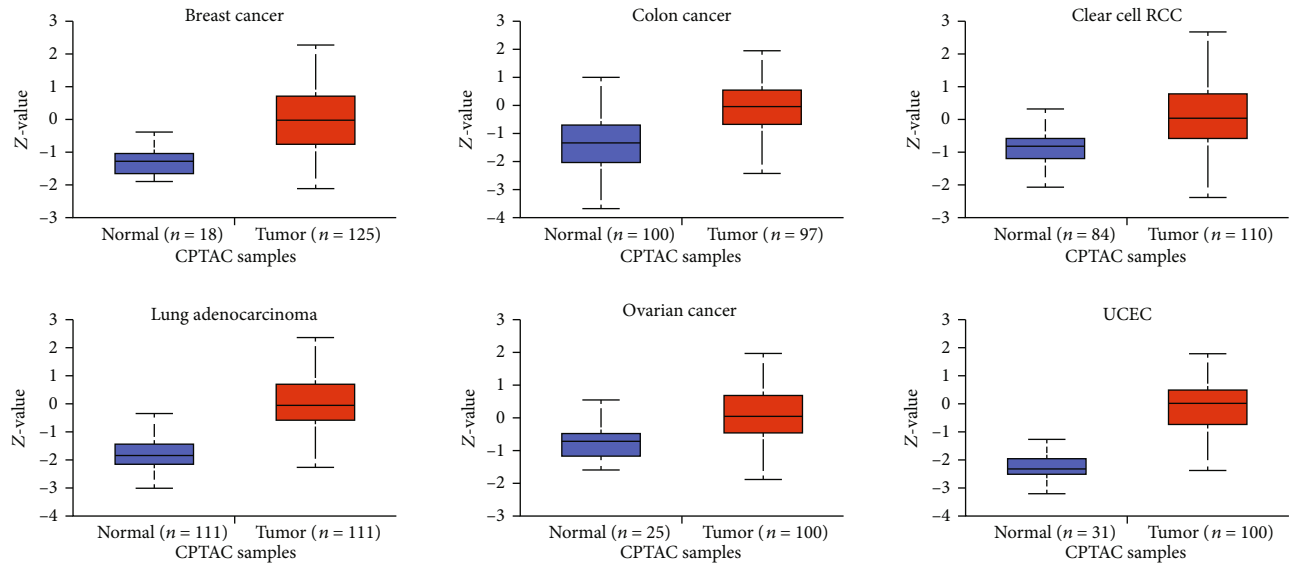 Breast cancer
Z-value
3
2
1
0
–1
–2
–3
Normal (n = 18)
Tumor (n = 125)
CPTAC samples
Colon cancer
Z-value
3
2
1
0
–1
–2
–3
–4
Normal (n = 100)
Tumor (n = 97)
CPTAC samples
Clear cell RCC
Z-value
3
2
1
0
–1
–2
–3
Normal (n = 84)
Tumor (n = 110)
CPTAC samples
Lung adenocarcinoma
Z-value
3
2
1
0
–1
–2
–3
–4
Normal (n = 111)
Tumor (n = 111)
CPTAC samples
Ovarian cancer
Z-value
3
2
1
0
–1
–2
–3
Normal (n = 25)
Tumor (n = 100)
CPTAC samples
UCEC
Z-value
3
2
1
0
–1
–2
–3
–4
Normal (n = 31)
Tumor (n = 100)
CPTAC samples